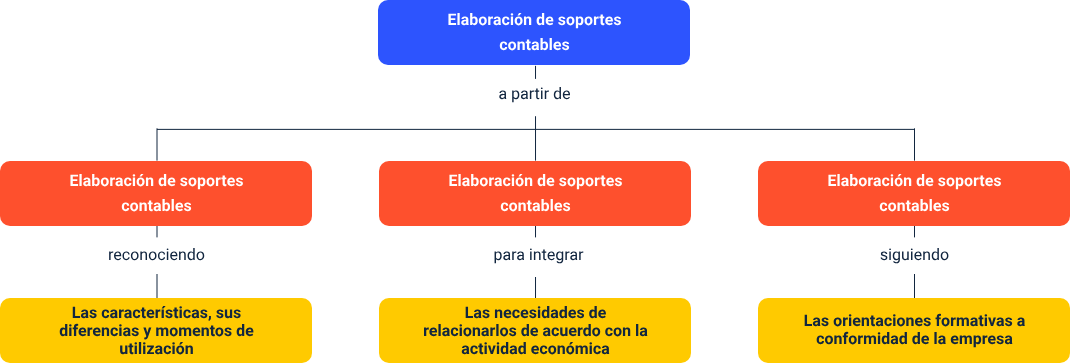 Elaboración de soportes
contables
a partir de
Elaboración de soportes
contables
Elaboración de soportes
contables
Elaboración de soportes
contables
reconociendo
para integrar
siguiendo
Las características, sus
diferencias y momentos de
utilización
Las necesidades de
relacionarlos de acuerdo con la
actividad económica
Las orientaciones formativas a
conformidad de la empresa